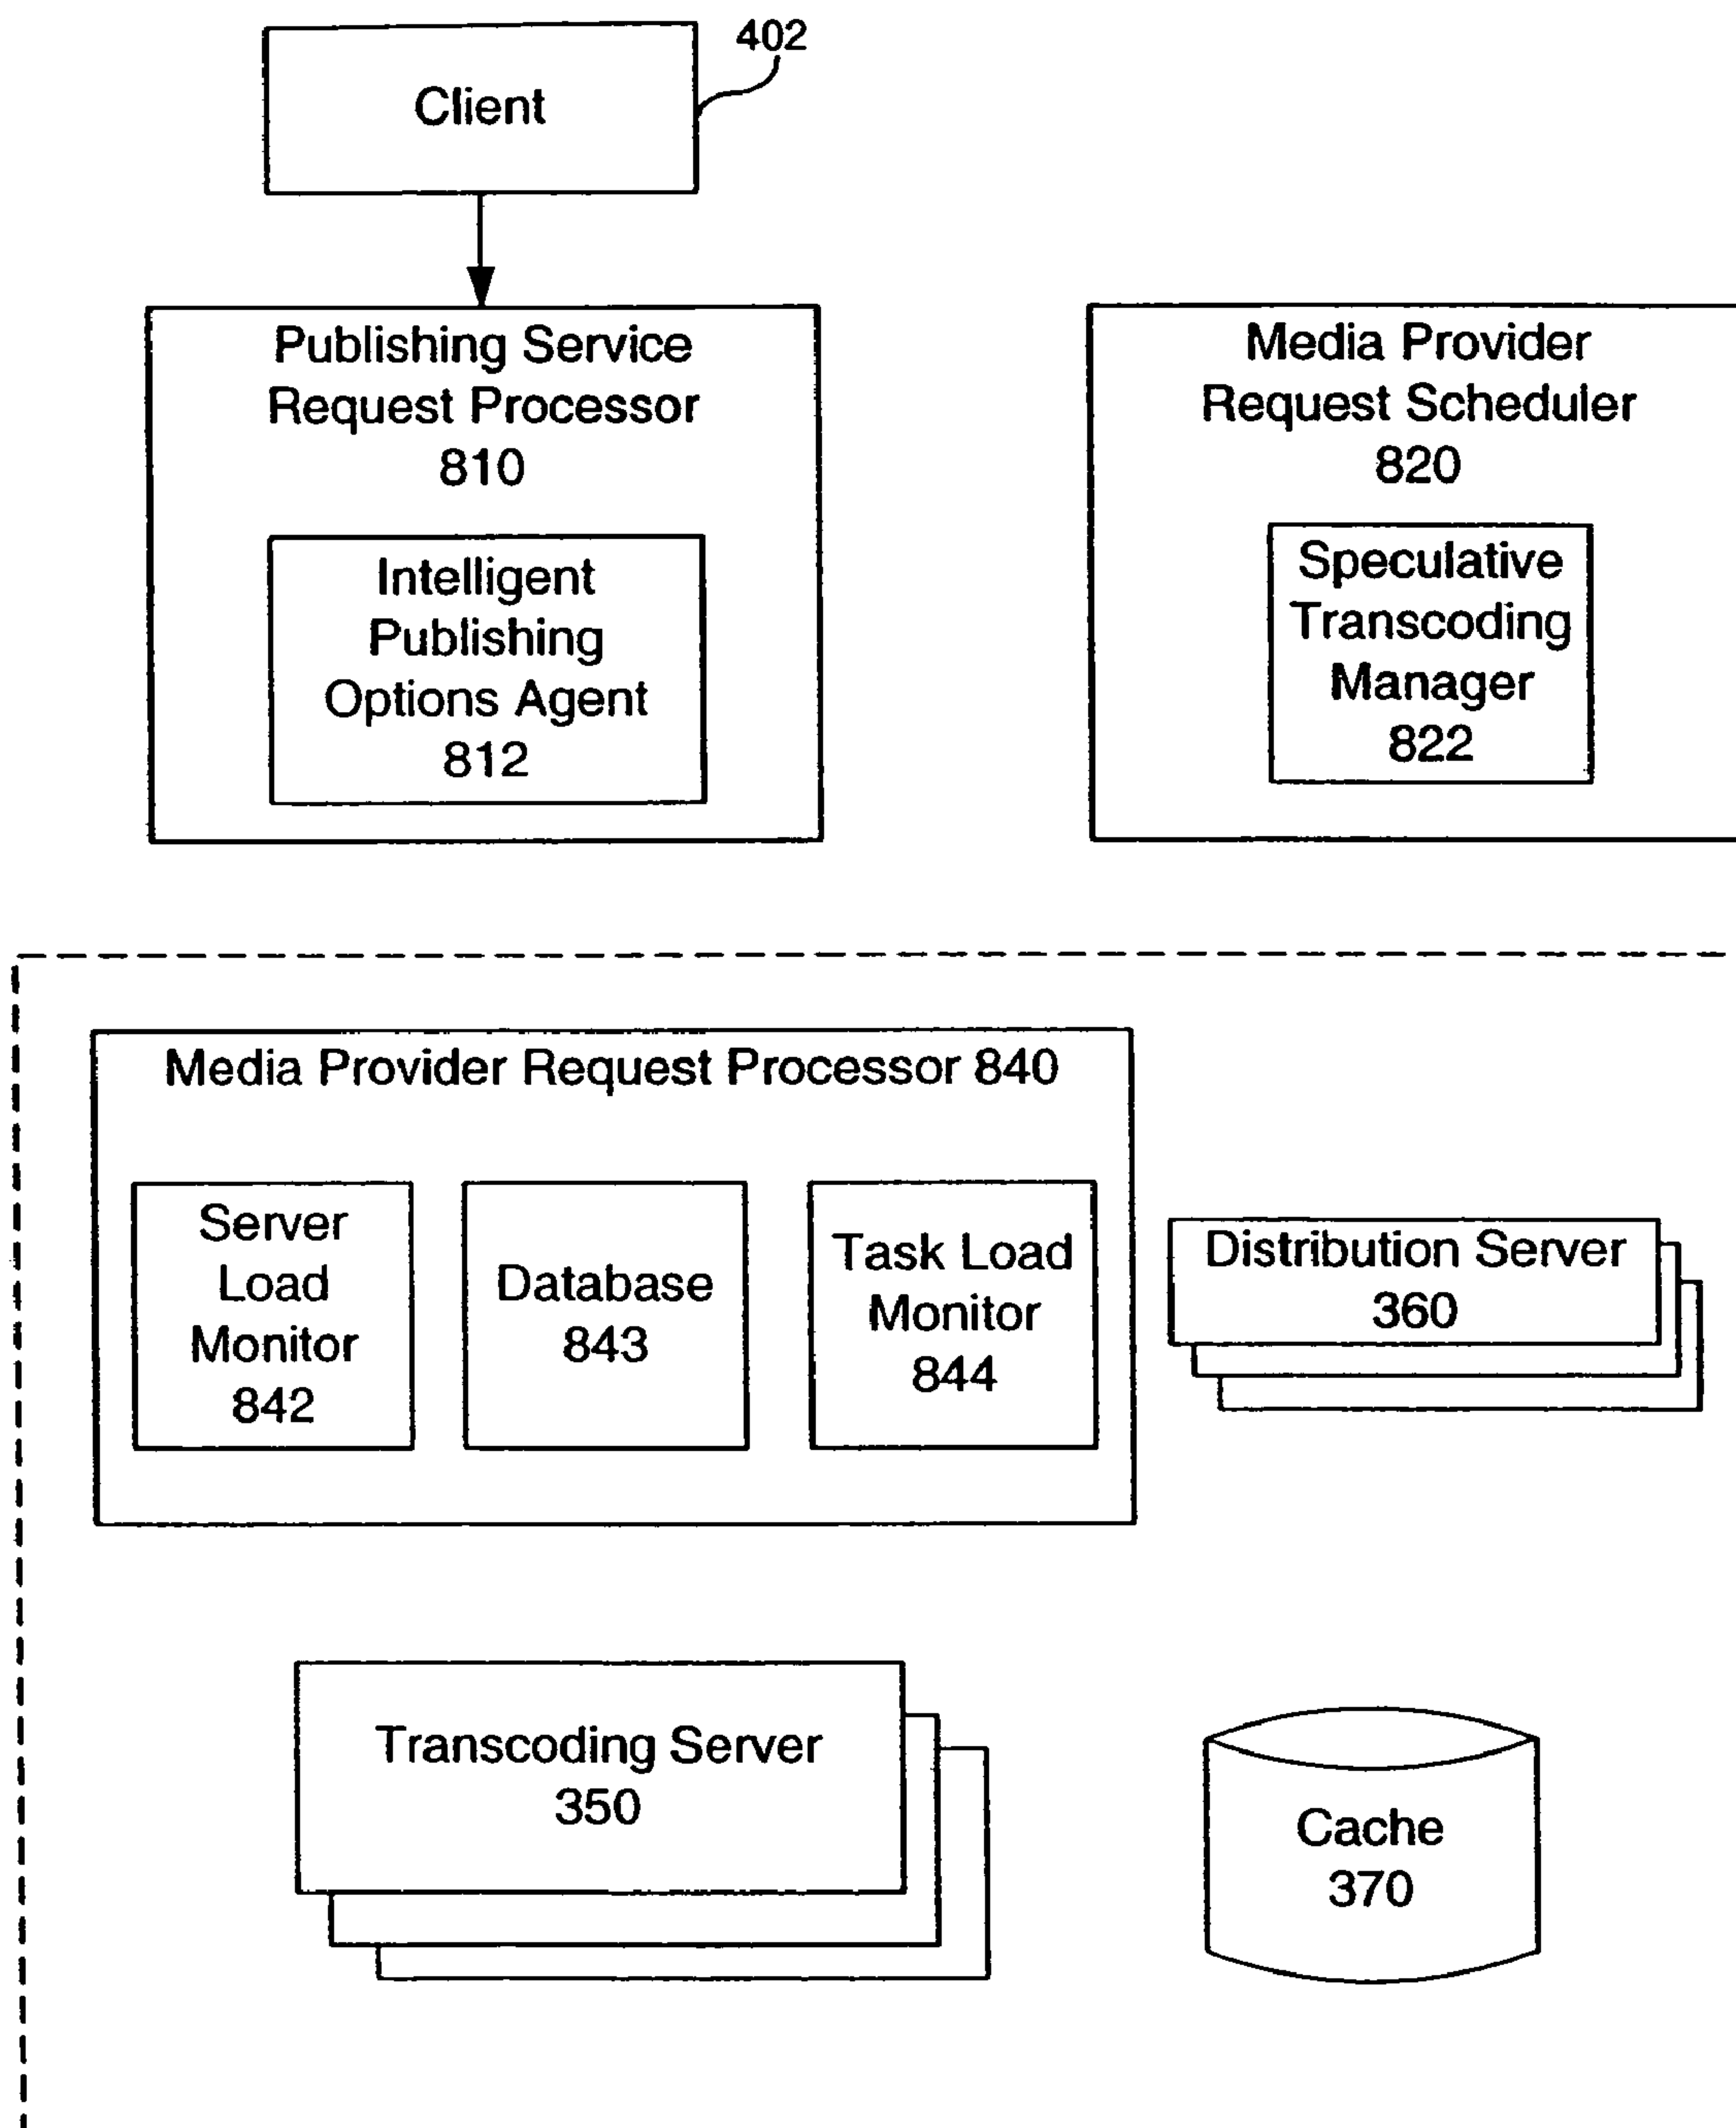 Client
402
Publishing Service
Request Processor
810
Intelligent
Publishing
Options Agent
812
Media Provider
Request Scheduler
820
Speculative
Transcoding
Manager
822
Media Provider Request Processor 840
Server
Load
Monitor
842
Database
843
Task Load
Monitor
844
Distribution Server
360
Transcoding Server
350
Cache
370